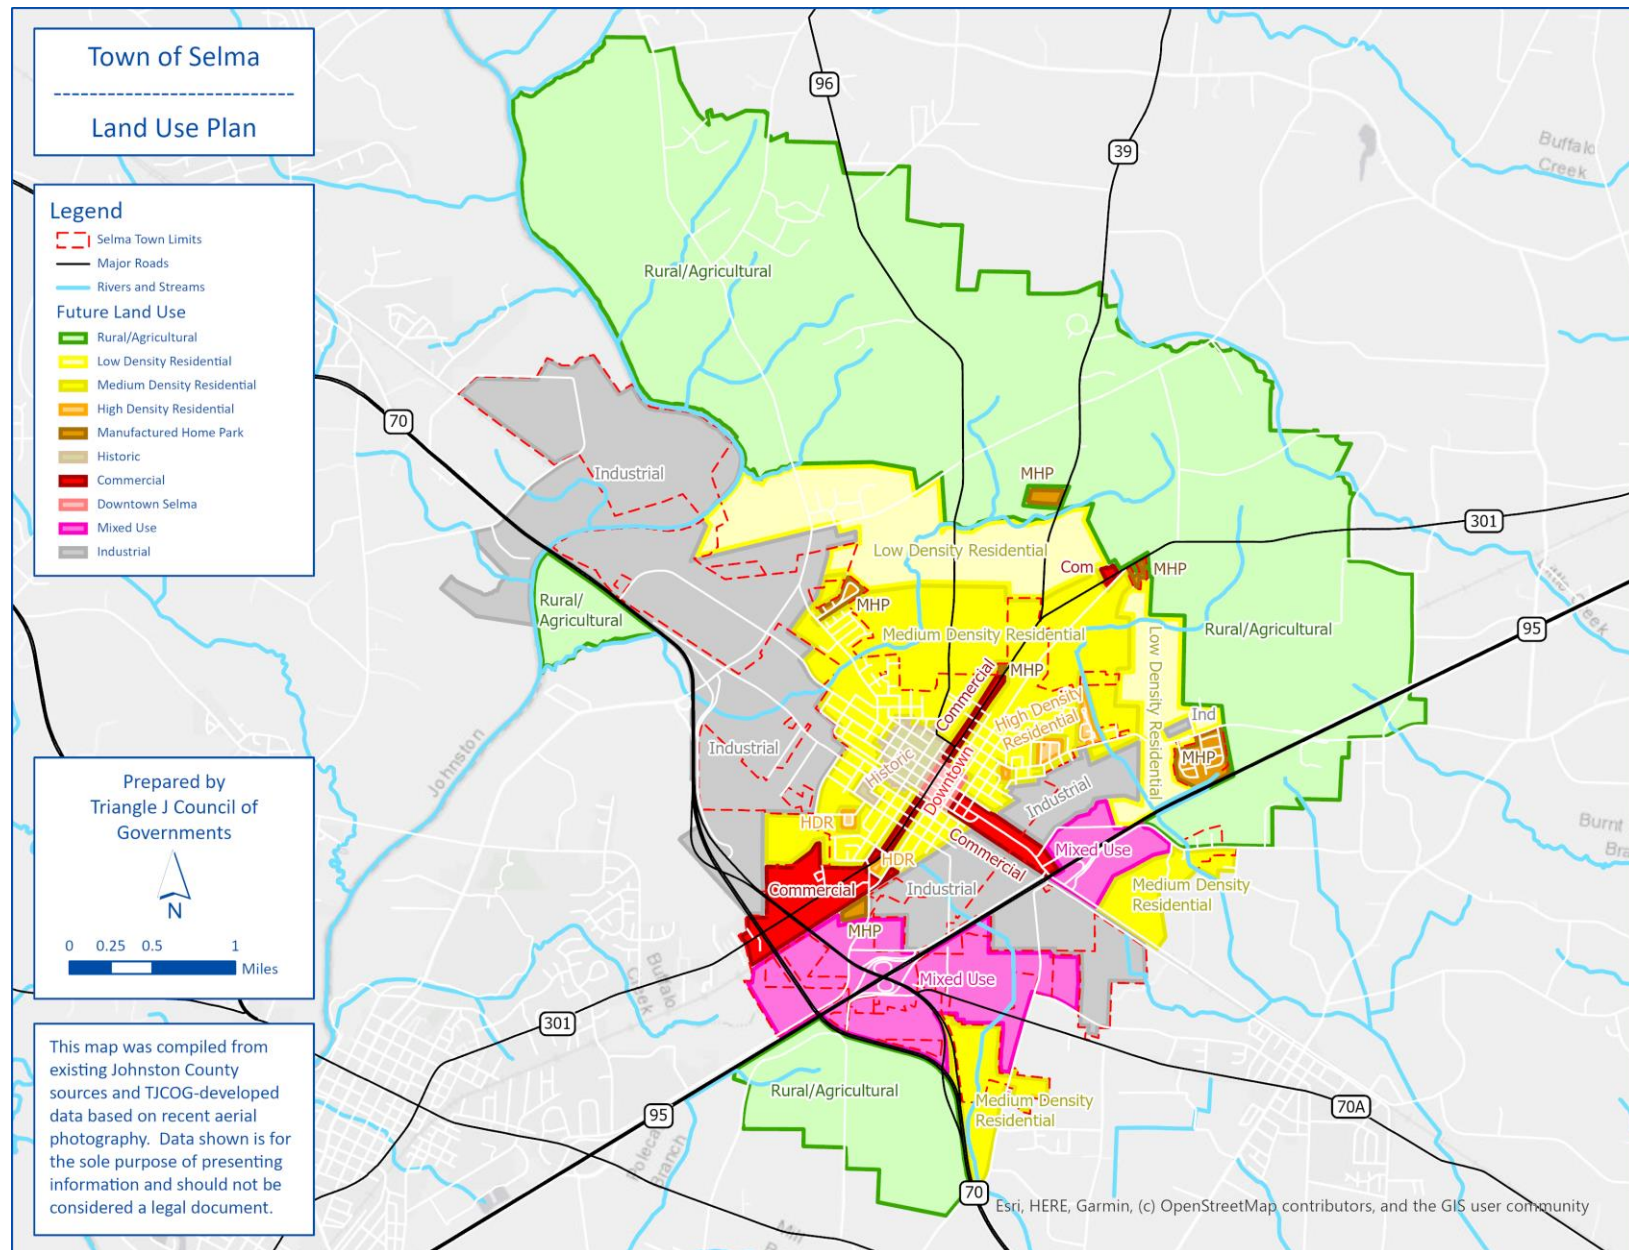 Town of Selma
Land Use Plan
Legend
Selma Town Limits
Major Roads
Rivers and Streams
Future Land Use
Rural/Agricultural
Low Density Residential
Medium Density Residential
High Density Residential
Manufactured Home Park
Historic
Commercial
Downtown Selma
Mixed Use
Industrial
Prepared by
Triangle J Council of
Governments
N
0 0.25 0.5 1
Miles
This map was compiled from
existing Johnston County
sources and TJCOG-developed
data based on recent aerial
photography. Data shown is for
the sole purpose of presenting
information and should not be
considered a legal document.
96
39
Buffalo
Creek
Rural/Agricultural
70
Industrial
MHP
301
Low Density Residential
Com
MHP
Rural/
Agricultural
MHP
Medium Density Residential
Rural/Agricultural
Little Creek
95
Commercial
MHP
High Density
Residential
Low Density Residential
Ind
Johnston
Industrial
Historic
Downtown
MHP
Industrial
HDR
Burnt
HDR
Commercial
Mixed Use
Commercial
Industrial
Medium Density
Residential
MHP
Buffalo
Creek
Mixed Use
301
Rural/Agricultural
Medium Density
Residential
95
70A
Branch
70
Esri, HERE, Garmin, (c) OpenStreetMap contributors, and the GIS user community